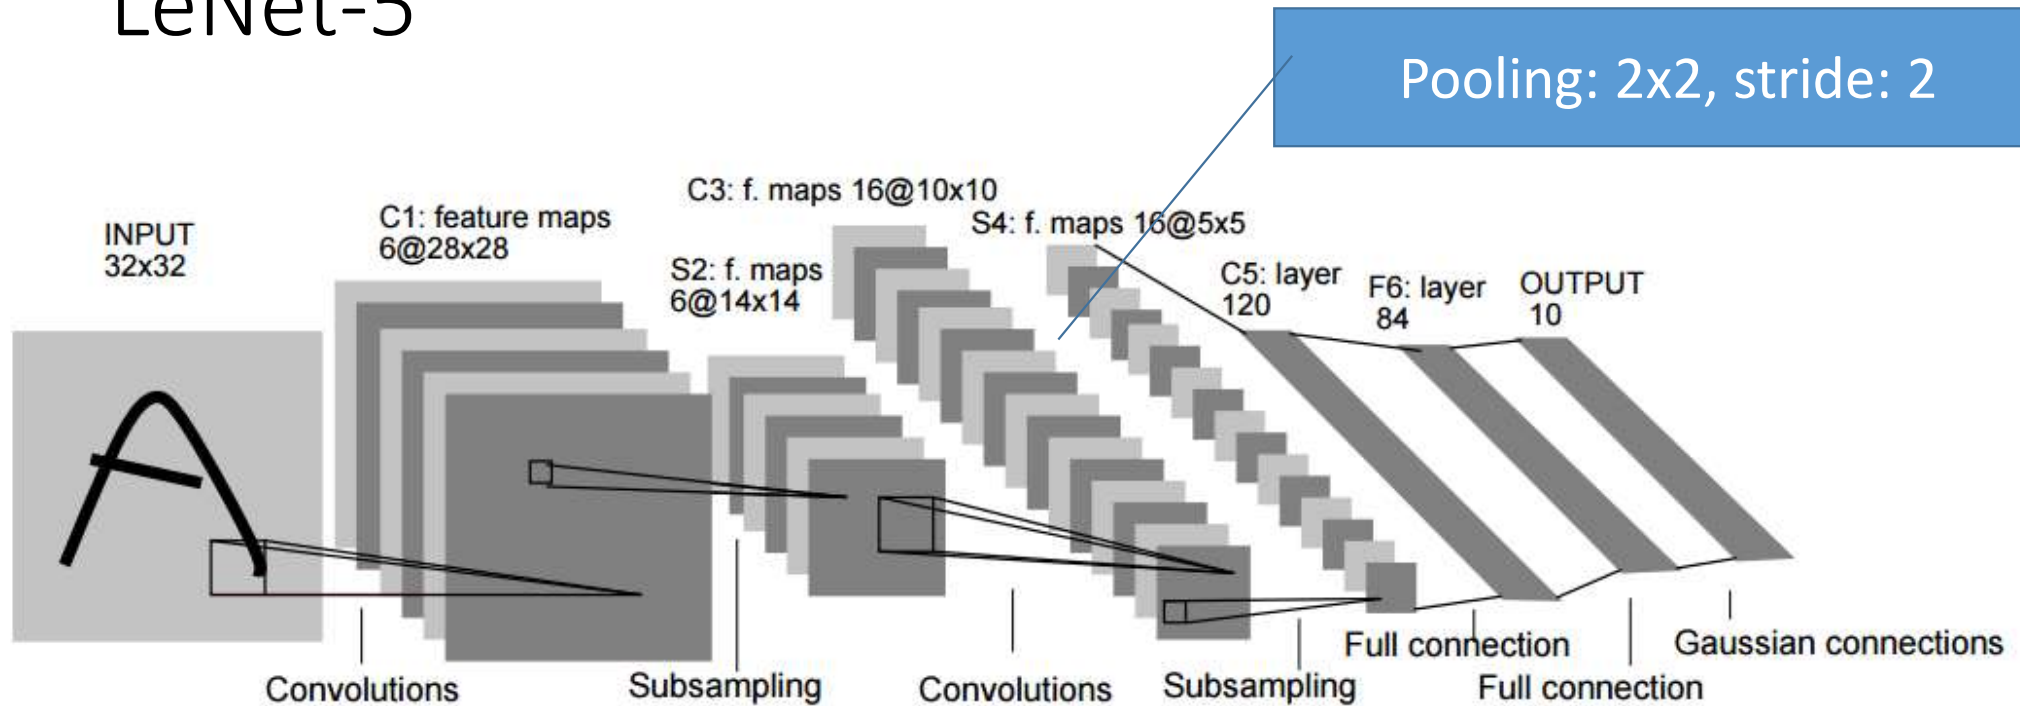 LeNet-5
Pooling: 2x2, stride: 2
INPUT
32x32
C1: feature maps
6@28x28
S2: f. maps
6@14x14
C3: f. maps 16@10x10
S4: f. maps 16@5x5
C5: layer
120
F6: layer
84
OUTPUT
10
Convolutions
Subsampling
Convolutions
Subsampling
Full connection
Full connection
Gaussian connections